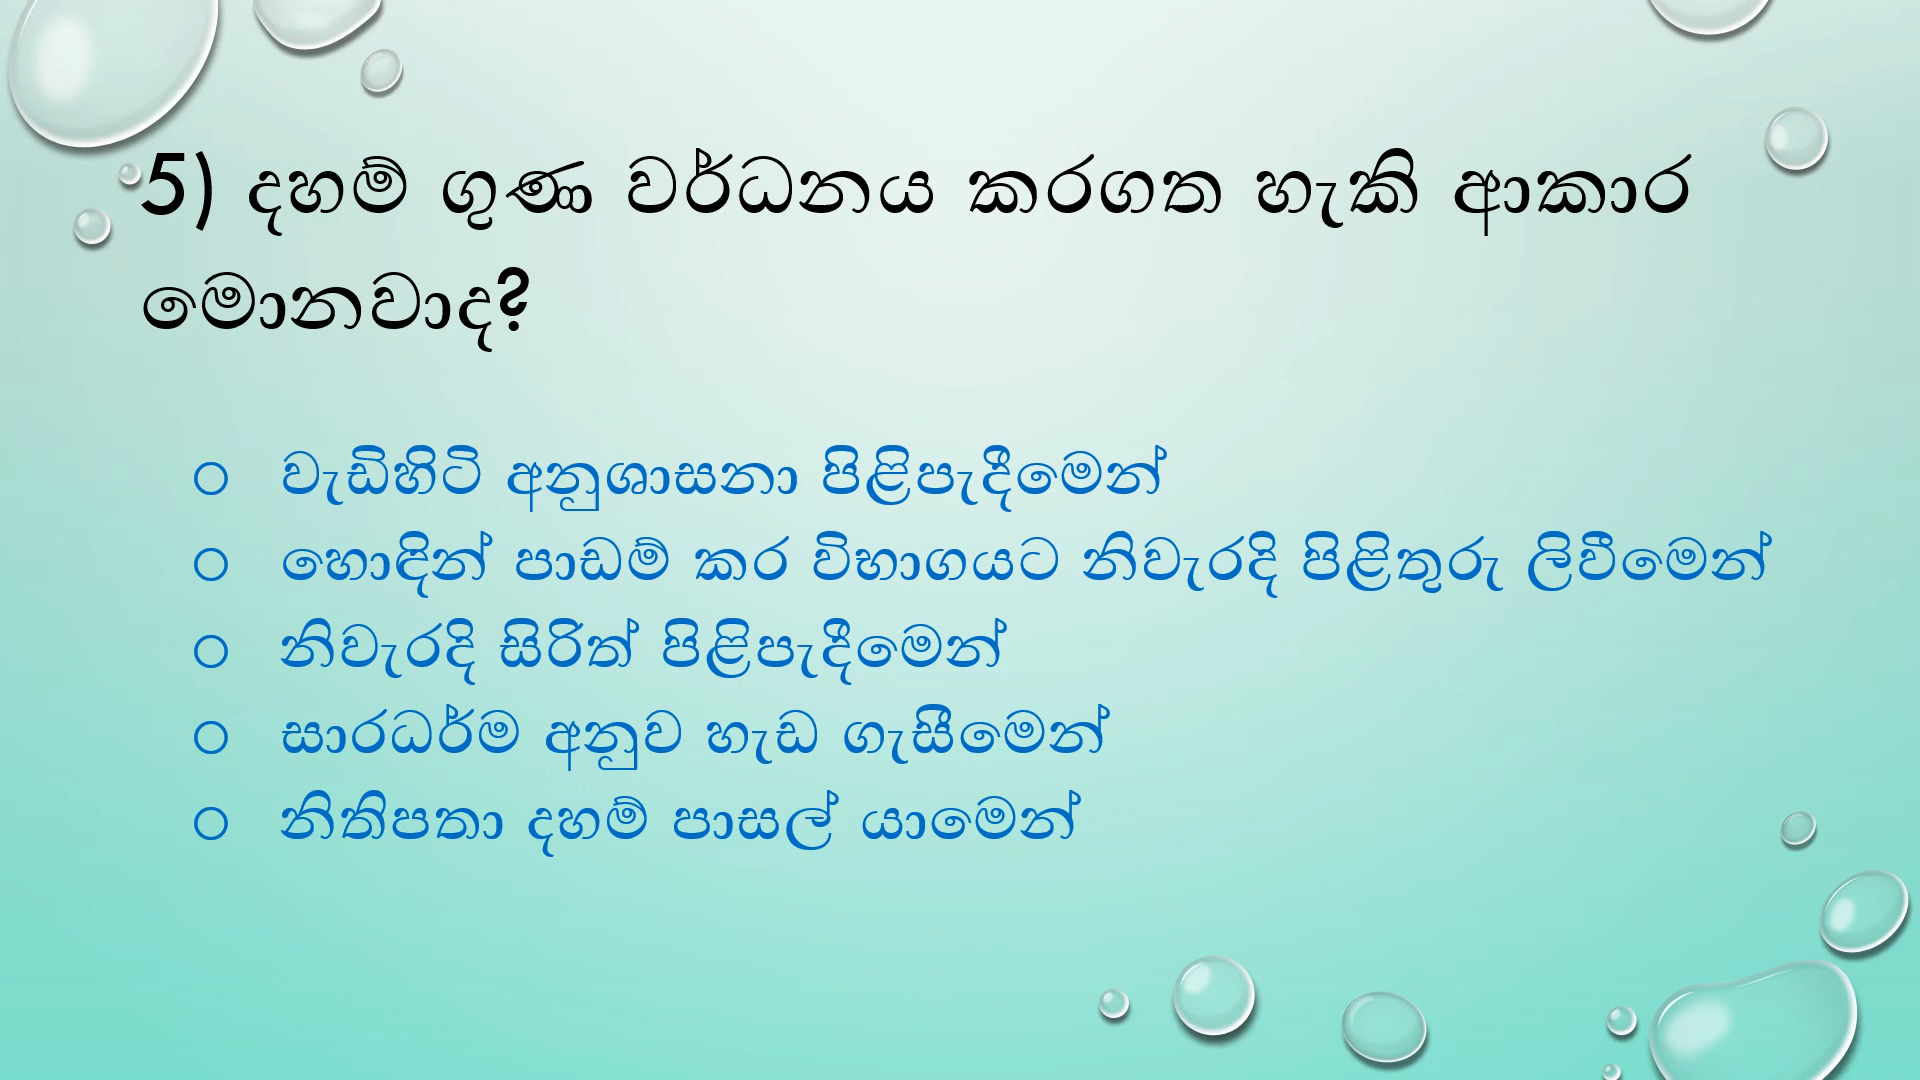 5) දහම් ගුණ වර්ධනය කරගත හැකි ආකාර
මොනවාද?
○ වැඩිහිටි අනුශාසනා පිළිපැදීමෙන්
○ හොඳින් පාඩම් කර විභාගයට නිවැරදි පිළිතුරු ලිවීමෙන්
○ නිවැරදි සිරිත් පිළිපැදීමෙන්
○ සාරධර්ම අනුව හැඩ ගැසීමෙන්
○ නිතිපතා දහම් පාසල් යාමෙන්